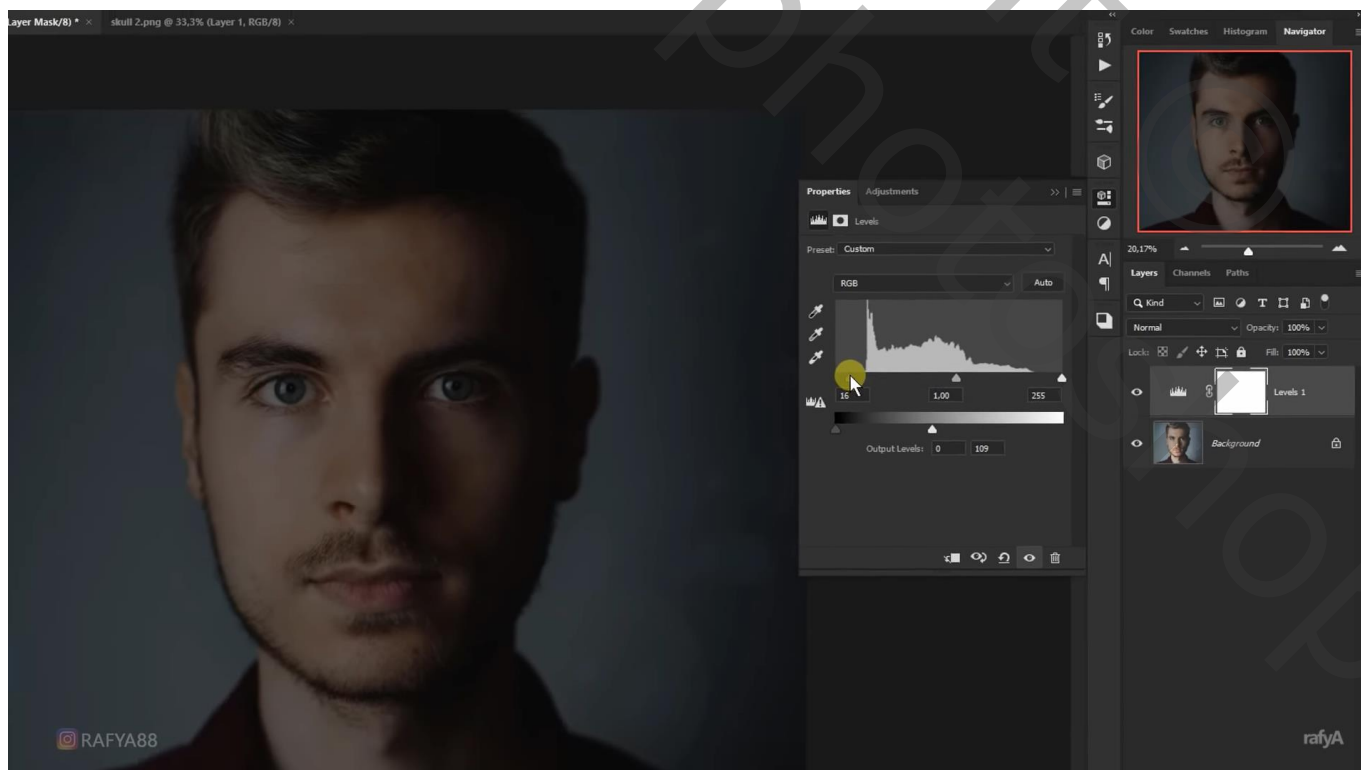 Layer Mask/8) * × skull 2.png @ 33,3% (Layer 1, RGB/8) ×
Color Swatches Histogram Navigator
Properties Adjustments
Levels
Preset: Custom
RGB Auto
16 1,00 255
Output Levels: 0 109
20,17%
Layers Channels Paths
Kind
Normal Opacity: 100%
Lock: Fill: 100%
Levels 1
Background
RAFYA88
rafyA
photoshop